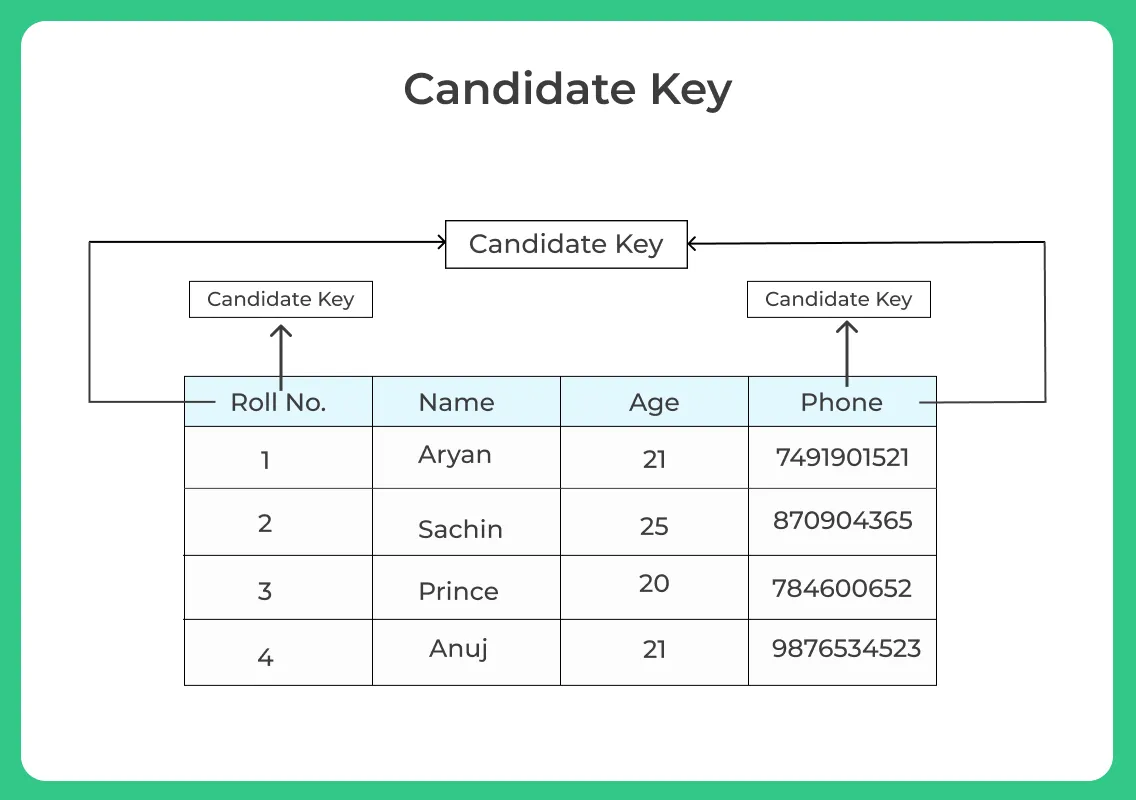 Candidate Key
Candidate Key
Candidate Key Candidate Key
Roll No. Name Age Phone
1 Aryan 21 7491901521
2 Sachin 25 870904365
3 Prince 20 784600652
4 Anuj 21 9876534523